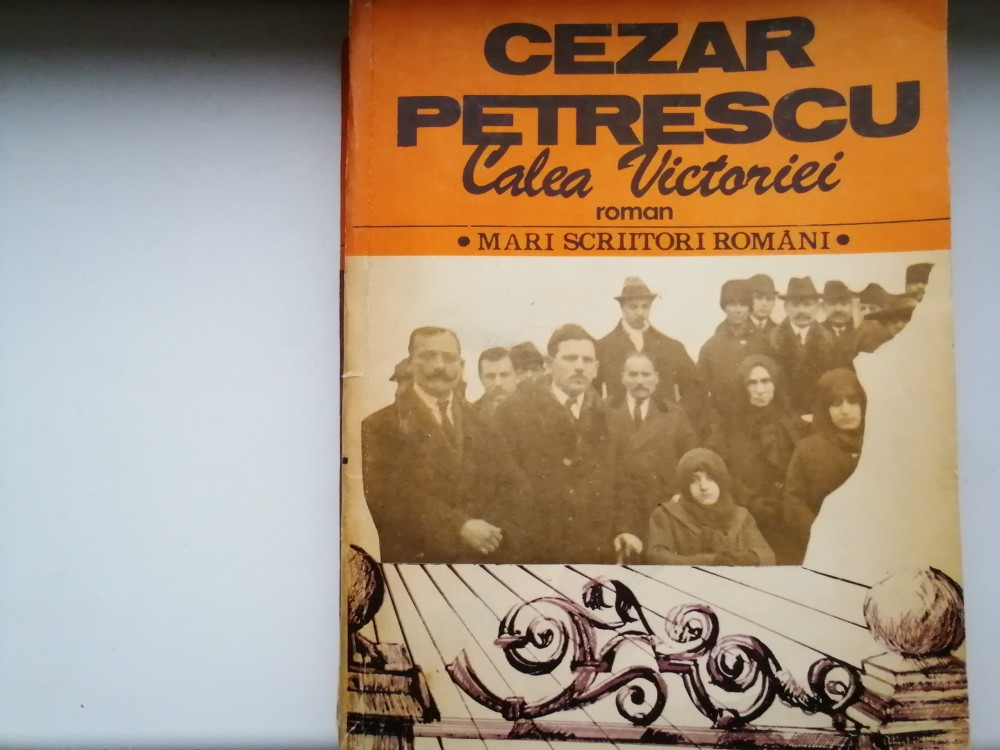 CEZAR
PETRESCU
Calea Victoriei
roman
• MARI SCRIITORI ROMÂNI •